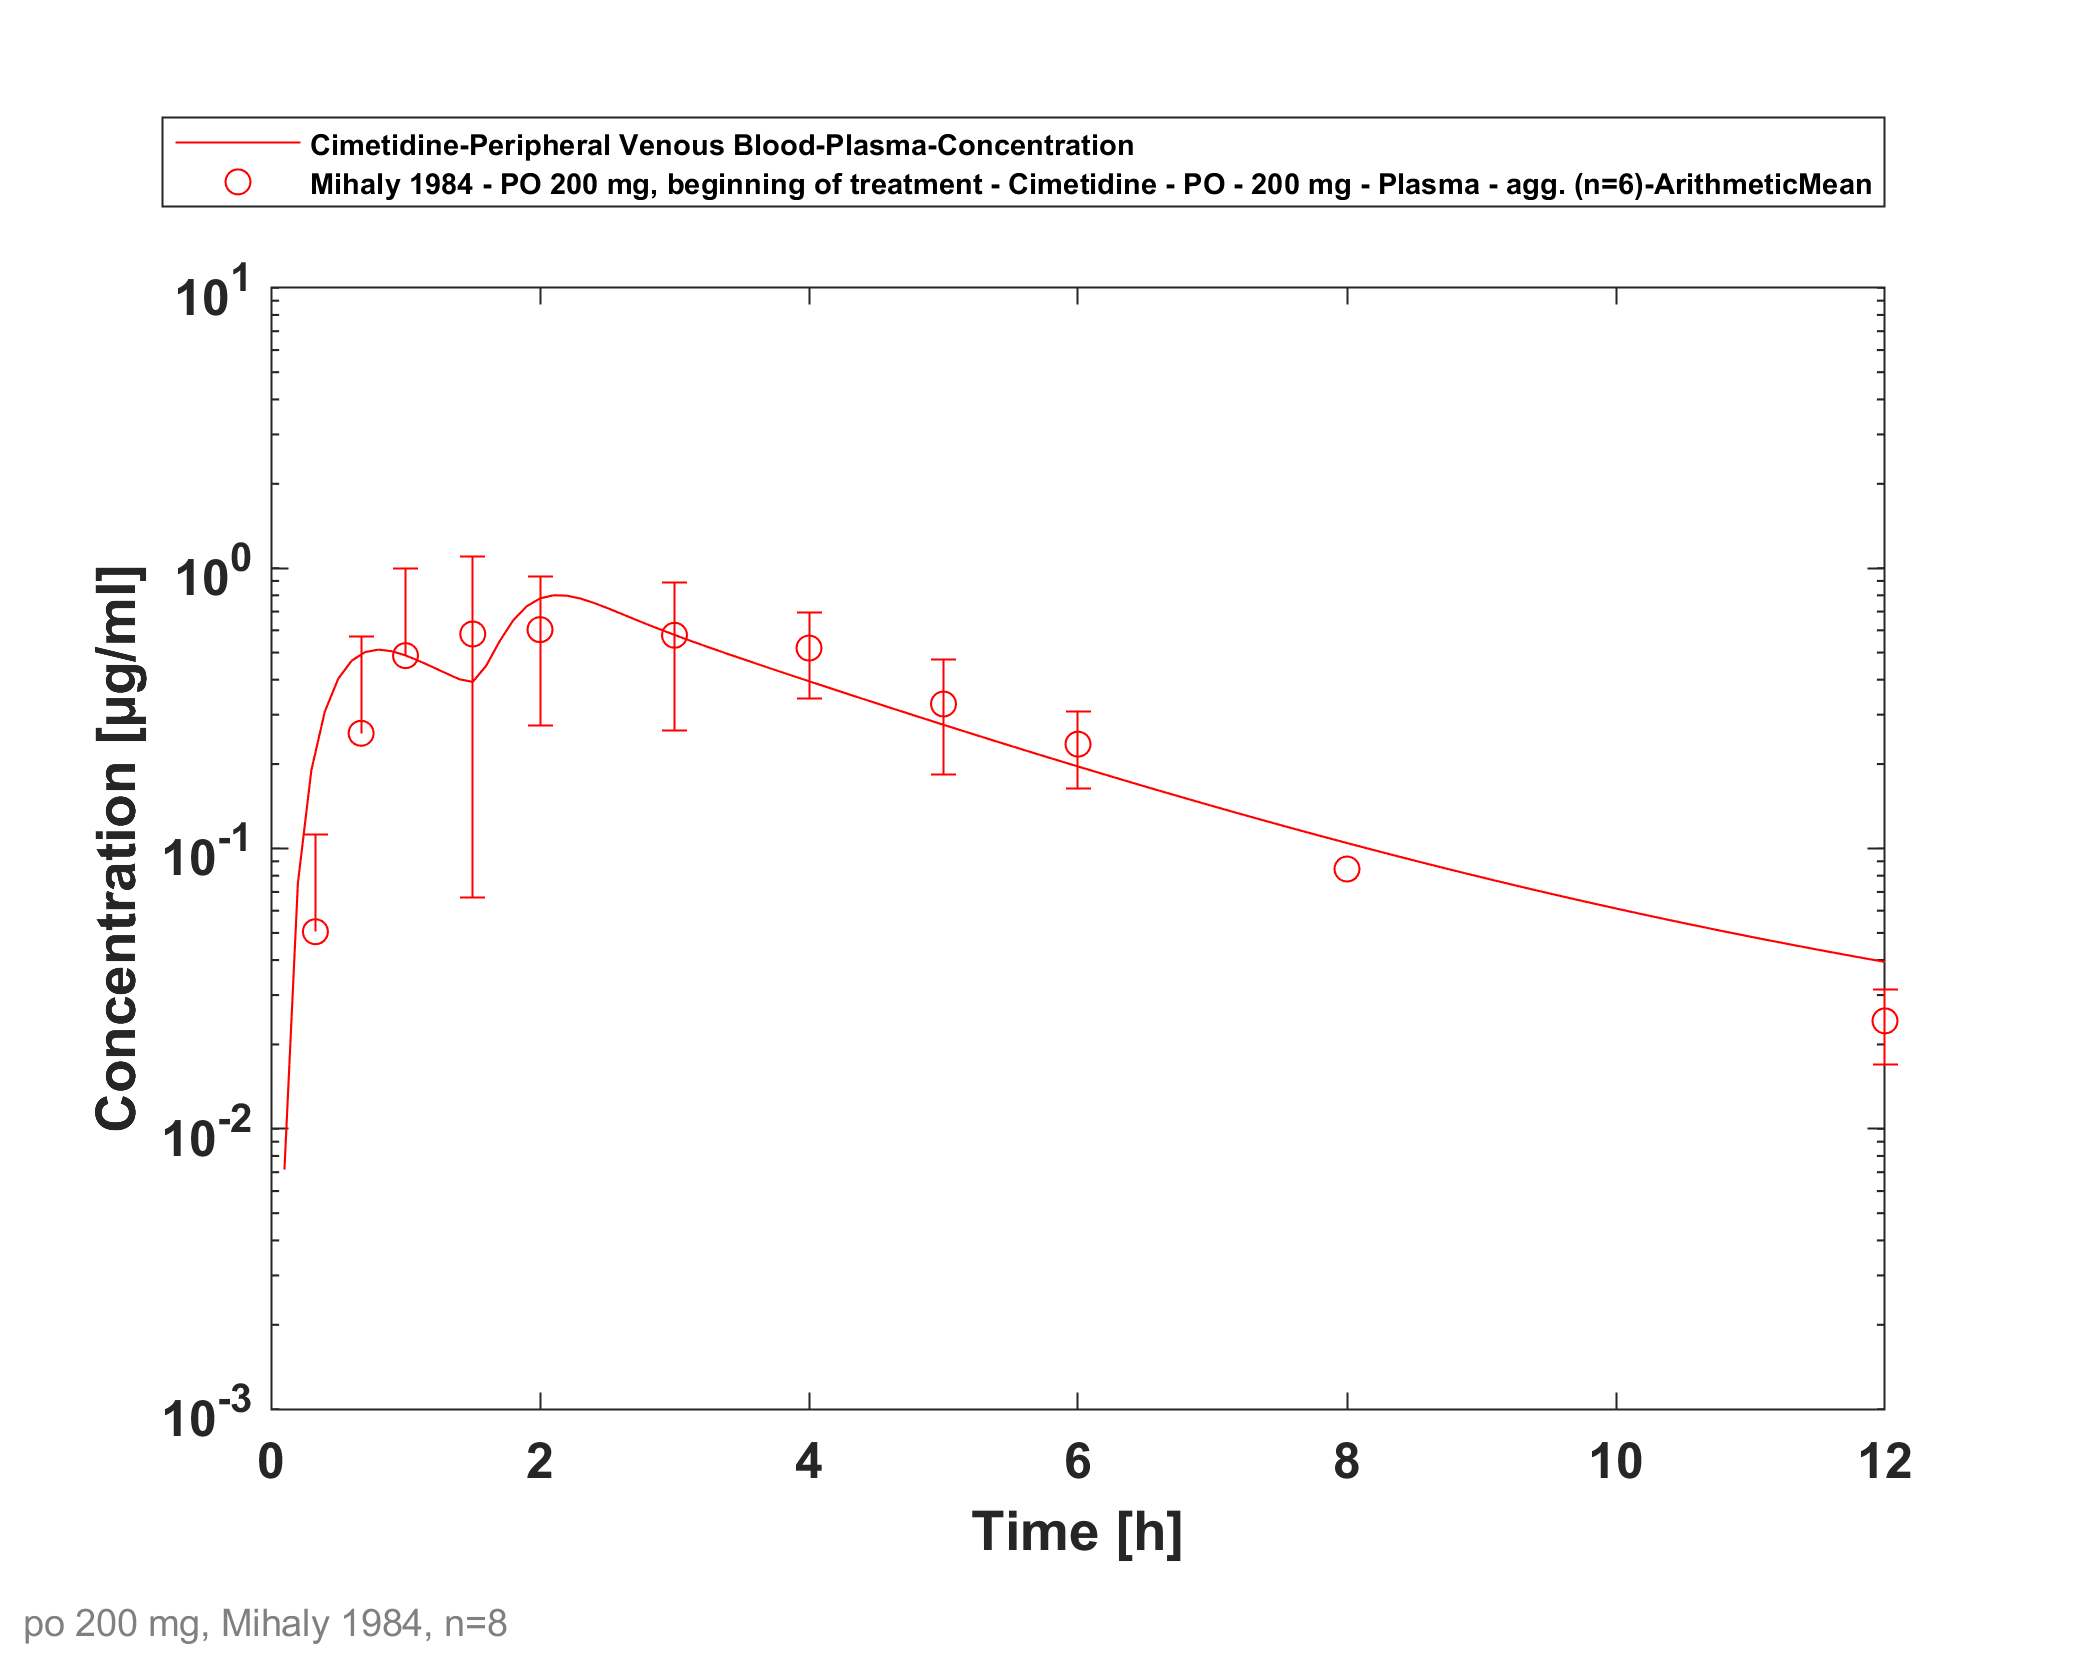 Cimetidine-Peripheral Venous Blood-Plasma-Concentration
Mihaly 1984 - PO 200 mg, beginning of treatment - Cimetidine - PO - 200 mg - Plasma - agg. (n=6)-ArithmeticMean
10^1
10^0
10^-1
10^-2
10^-3
Concentration [µg/ml]
0 2 4 6 8 10 12
Time [h]
po 200 mg, Mihaly 1984, n=8